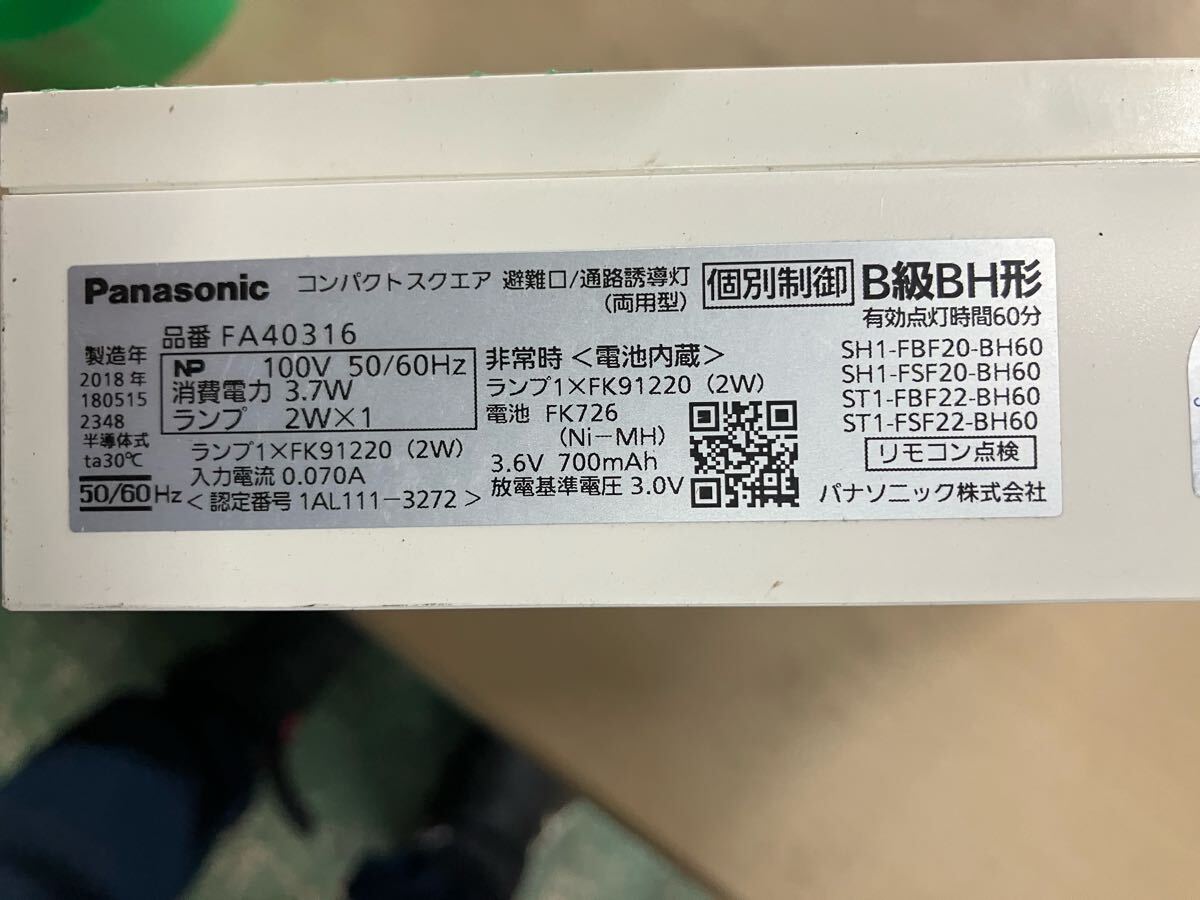 Panasonic コンパクトスクエア 避難口/通路誘導灯 個別制御 B級BH形
(両用型)
有効点灯時間60分
品番 FA40316
製造年
2018年
180515
2348
半導体式
ta30℃
50/60Hz
NP 100V 50/60Hz
消費電力 3.7W
ランプ 2W×1
ランプ1×FK91220（2W）
入力電流 0.070A
＜認定番号 1AL111－3272＞
非常時＜電池内蔵＞
ランプ1×FK91220（2W）
電池 FK726
(Ni－MH)
3.6V 700mAh
放電基準電圧 3.0V
SH1-FBF20-BH60
SH1-FSF20-BH60
ST1-FBF22-BH60
ST1-FSF22-BH60
リモコン点検
パナソニック株式会社